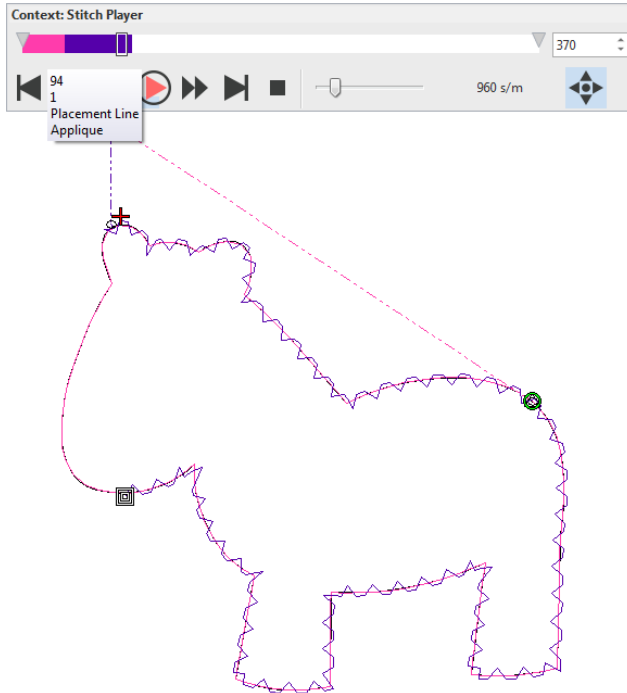 Context: Stitch Player
370
94
1
Placement Line
Applique
960 s/m